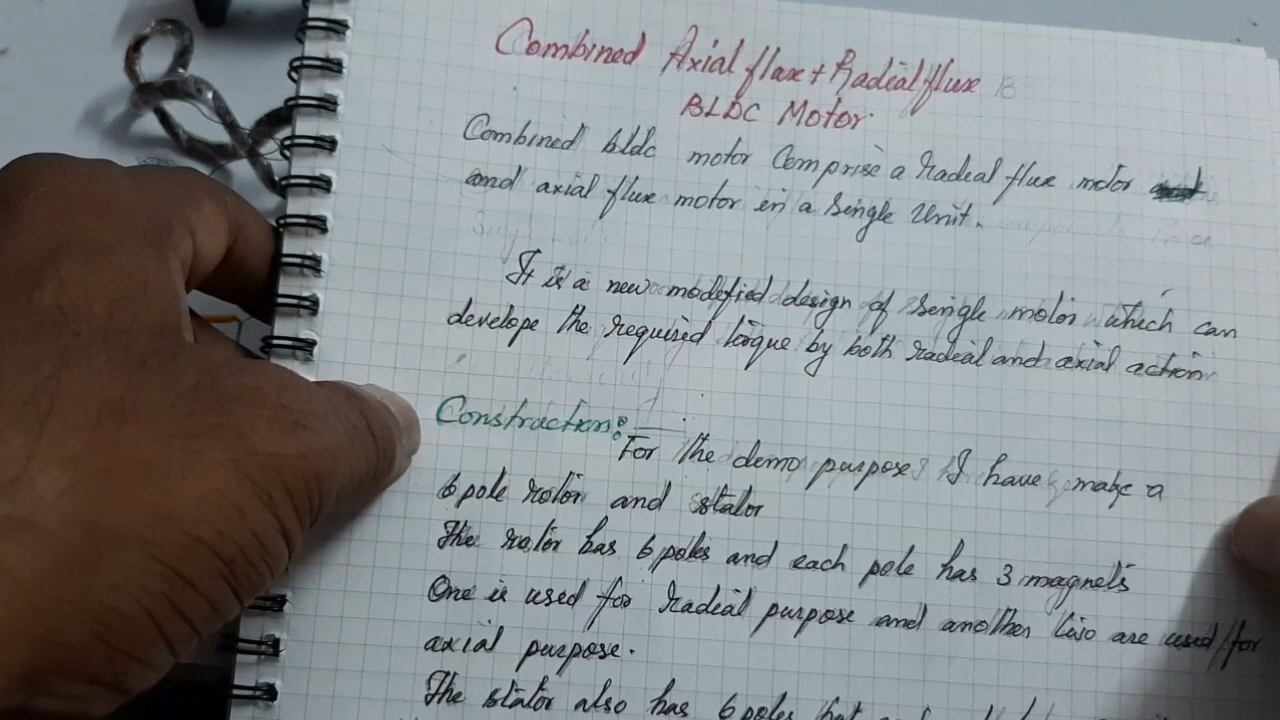 Combined Axial flux + Radial flux
BLDC Motor.
Combined bldc motor Comprise a radial flux motor
and axial flux motor in a single Unit.
It is a new modified design of single motor which can
develope the required torque by both radial and axial action
Construction:-
For the demo purpose I have make a
6 pole rotor and stator
The rotor has 6 poles and each pole has 3 magnets
One is used for radial purpose and another two are used for
axial purpose.
The stator also has 6 poles but